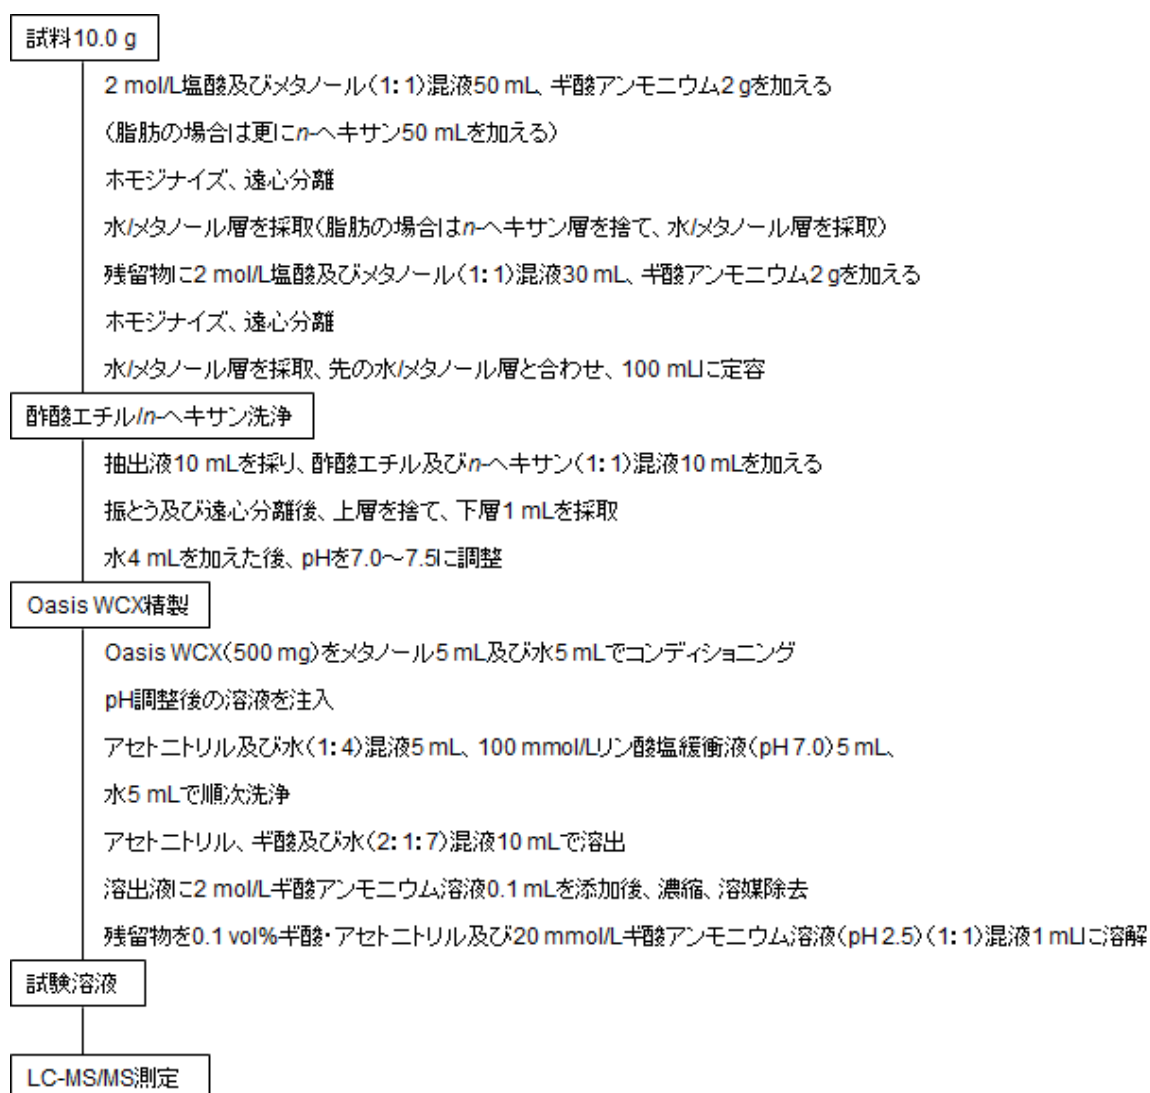 試料10.0 g
2 mol/L塩酸及びメタノール(1:1)混液50 mL、ギ酸アンモニウム2 gを加える
(脂肪の場合は更にn-ヘキサン50 mLを加える)
ホモジナイズ、遠心分離
水/メタノール層を採取(脂肪の場合はn-ヘキサン層を捨て、水/メタノール層を採取)
残留物に2 mol/L塩酸及びメタノール(1:1)混液30 mL、ギ酸アンモニウム2 gを加える
ホモジナイズ、遠心分離
水/メタノール層を採取、先の水/メタノール層と合わせ、100 mLに定容
酢酸エチル/n-ヘキサン洗浄
抽出液10 mLを採り、酢酸エチル及びn-ヘキサン(1:1)混液10 mLを加える
振とう及び遠心分離後、上層を捨て、下層1 mLを採取
水4 mLを加えた後、pHを7.0～7.5に調整
Oasis WCX精製
Oasis WCX(500 mg)をメタノール5 mL及び水5 mLでコンディショニング
pH調整後の溶液を注入
アセトニトリル及び水(1:4)混液5 mL、100 mmol/Lリン酸塩緩衝液(pH 7.0)5 mL、
水5 mLで順次洗浄
アセトニトリル、ギ酸及び水(2:1:7)混液10 mLで溶出
溶出液に2 mol/Lギ酸アンモニウム溶液0.1 mLを添加後、濃縮、溶媒除去
残留物を0.1 vol%ギ酸・アセトニトリル及び20 mmol/Lギ酸アンモニウム溶液(pH 2.5)(1:1)混液1 mLに溶解
試験溶液
LC-MS/MS測定